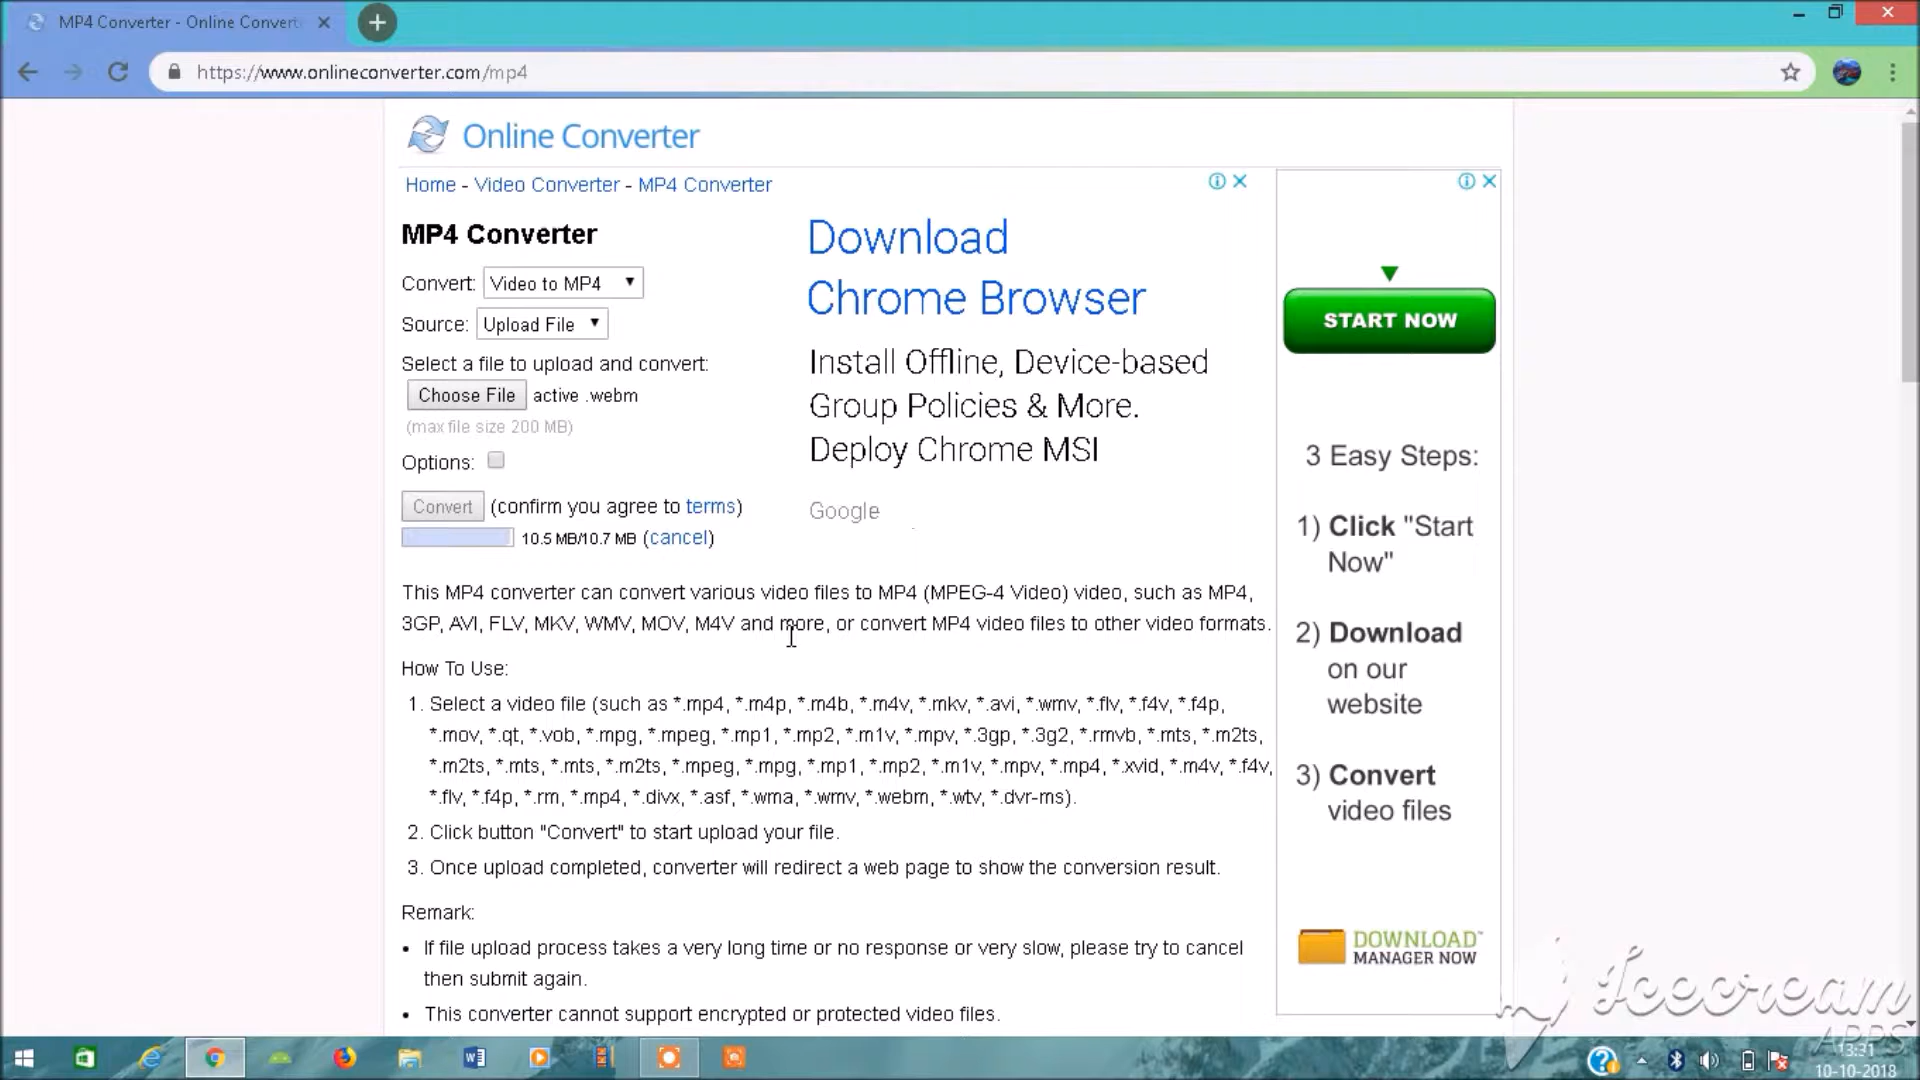 MP4 Converter - Online Convert
https://www.onlineconverter.com/mp4
Online Converter
Home - Video Converter - MP4 Converter
MP4 Converter
Convert: Video to MP4
Source: Upload File
Select a file to upload and convert:
Choose File active .webm
(max file size 200 MB)
Options:
Convert (confirm you agree to terms)
10.5 MB/10.7 MB (cancel)
Download
Chrome Browser
Install Offline, Device-based
Group Policies & More.
Deploy Chrome MSI
Google
START NOW
3 Easy Steps:
1) Click "Start
Now"
2) Download
on our
website
3) Convert
video files
DOWNLOAD
MANAGER NOW
This MP4 converter can convert various video files to MP4 (MPEG-4 Video) video, such as MP4,
3GP, AVI, FLV, MKV, WMV, MOV, M4V and more, or convert MP4 video files to other video formats.
How To Use:
1. Select a video file (such as *.mp4, *.m4p, *.m4b, *.m4v, *.mkv, *.avi, *.wmv, *.flv, *.f4v, *.f4p,
*.mov, *.qt, *.vob, *.mpg, *.mpeg, *.mp1, *.mp2, *.m1v, *.mpv, *.3gp, *.3g2, *.rmvb, *.mts, *.m2ts,
*.m2ts, *.mts, *.mts, *.m2ts, *.mpeg, *.mpg, *.mp1, *.mp2, *.m1v, *.mpv, *.mp4, *.xvid, *.m4v, *.f4v,
*.flv, *.f4p, *.rm, *.mp4, *.divx, *.asf, *.wma, *.wmv, *.webm, *.wtv, *.dvr-ms).
2. Click button "Convert" to start upload your file.
3. Once upload completed, converter will redirect a web page to show the conversion result.
Remark:
• If file upload process takes a very long time or no response or very slow, please try to cancel
then submit again.
• This converter cannot support encrypted or protected video files.
Icecream
APPS
13:31
10-10-2018